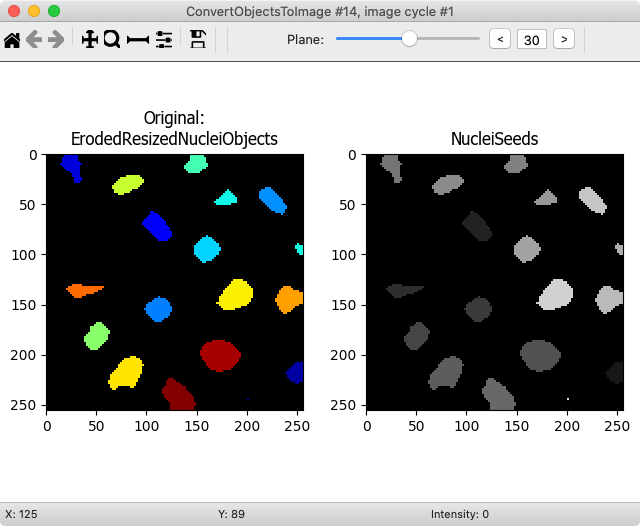 ConvertObjectsToImage #14, image cycle #1
Plane: < 30 >
Original:
ErodedResizedNucleiObjects
NucleiSeeds
0
50
100
150
200
250
0 50 100 150 200 250
0
50
100
150
200
250
0 50 100 150 200 250
X: 125 Y: 89 Intensity: 0